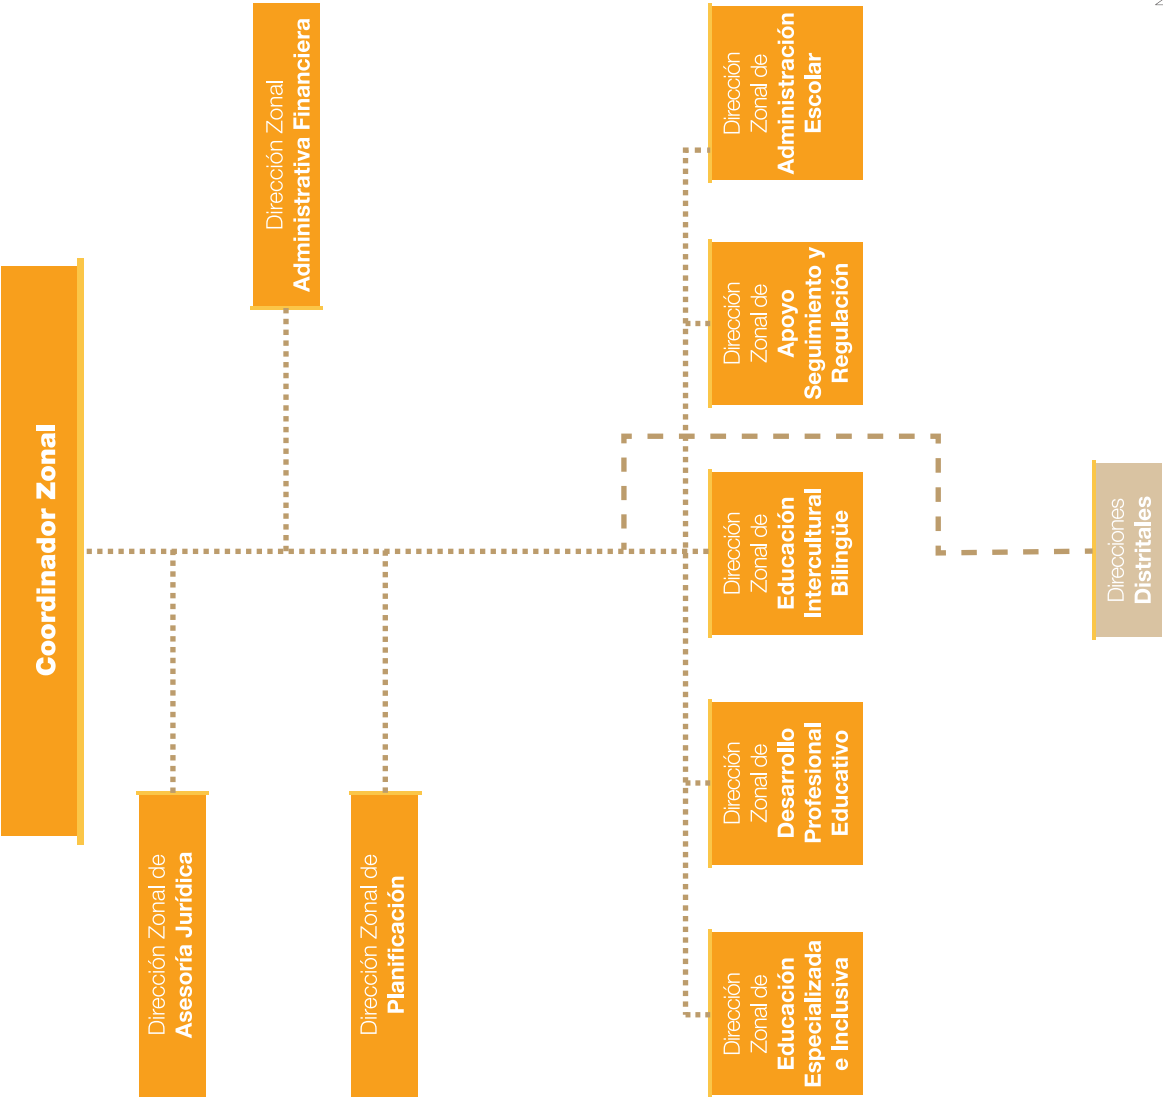 Coordinador Zonal
Dirección Zonal de
Asesoría Jurídica
Dirección Zonal
Administrativa Financiera
Dirección Zonal de
Planificación
Dirección
Zonal de
Educación
Especializada
e Inclusiva
Dirección
Zonal de
Desarrollo
Profesional
Educativo
Dirección
Zonal de
Educación
Intercultural
Bilingüe
Dirección
Zonal de
Apoyo
Seguimiento y
Regulación
Dirección
Zonal de
Administración
Escolar
Direcciones
Distritales